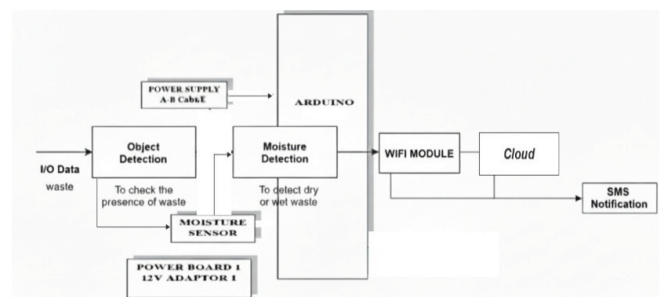 POWER SUPPLY
A-B CablE
ARDUINO
I/O Data
waste
Object
Detection
To check the
presence of waste
Moisture
Detection
To detect dry
or wet waste
MOISTURE
SENSOR
WiFI MODULE
Cloud
SMS
Notification
POWER BOARD 1
12V ADAPTOR 1